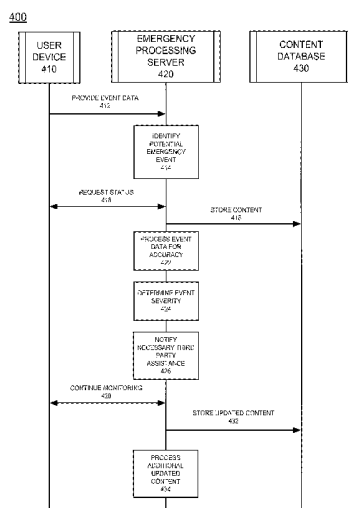 400
USER
DEVICE
410
EMERGENCY
PROCESSING
SERVER
420
CONTENT
DATABASE
430
PROVIDE EVENT DATA
412
IDENTIFY
POTENTIAL
EMERGENCY
EVENT
414
REQUEST STATUS
416
STORE CONTENT
418
PROCESS EVENT
DATA FOR
ACCURACY
422
DETERMINE EVENT
SEVERITY
424
NOTIFY
NECESSARY THIRD
PARTY
ASSISTANCE
426
CONTINUE MONITORING
428
STORE UPDATED CONTENT
432
PROCESS
ADDITIONAL
UPDATED
CONTENT
434